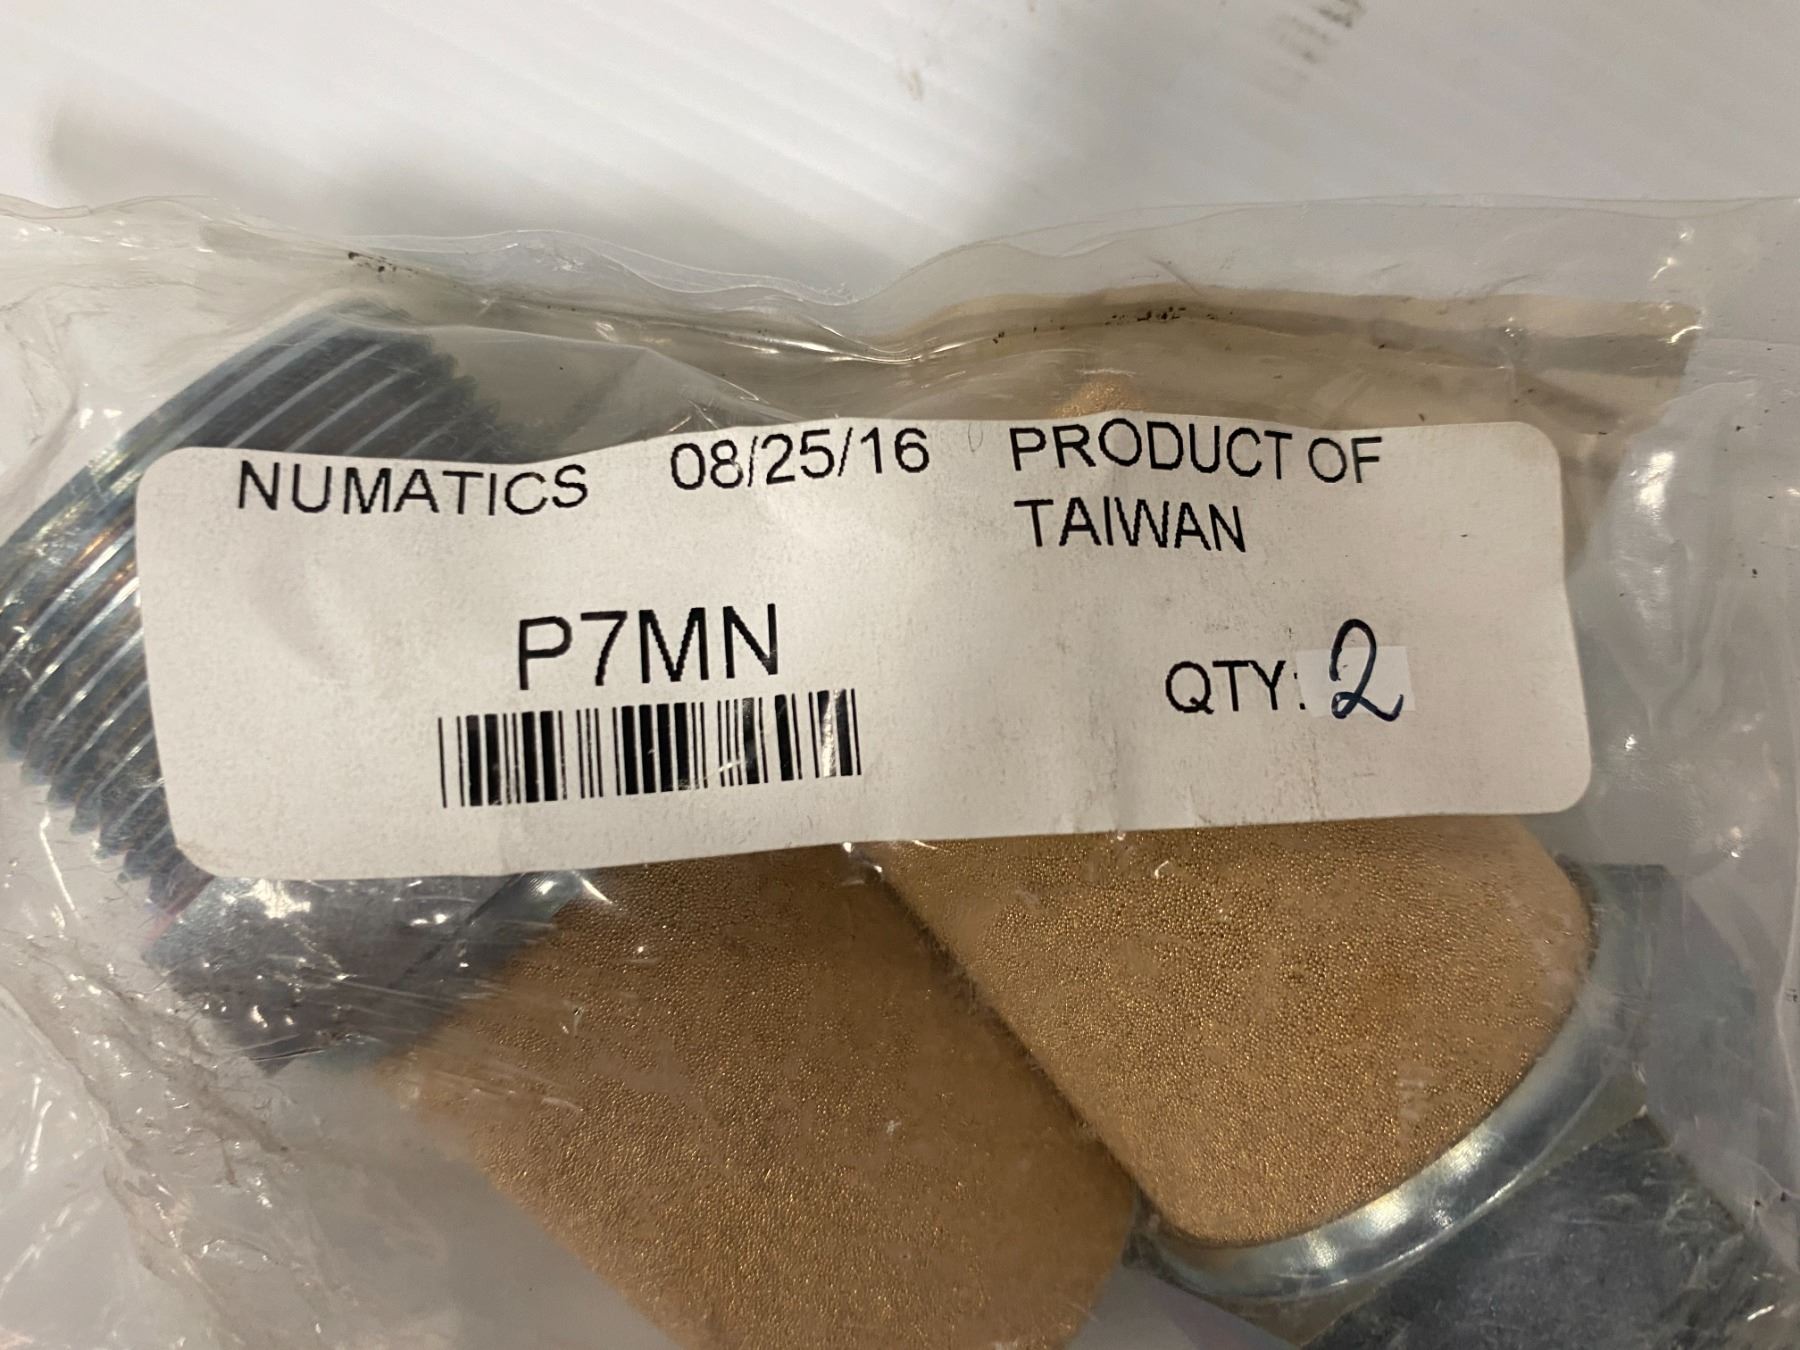 NUMATICS 08/25/16 PRODUCT OF
TAIWAN
P7MN
QTY: 2